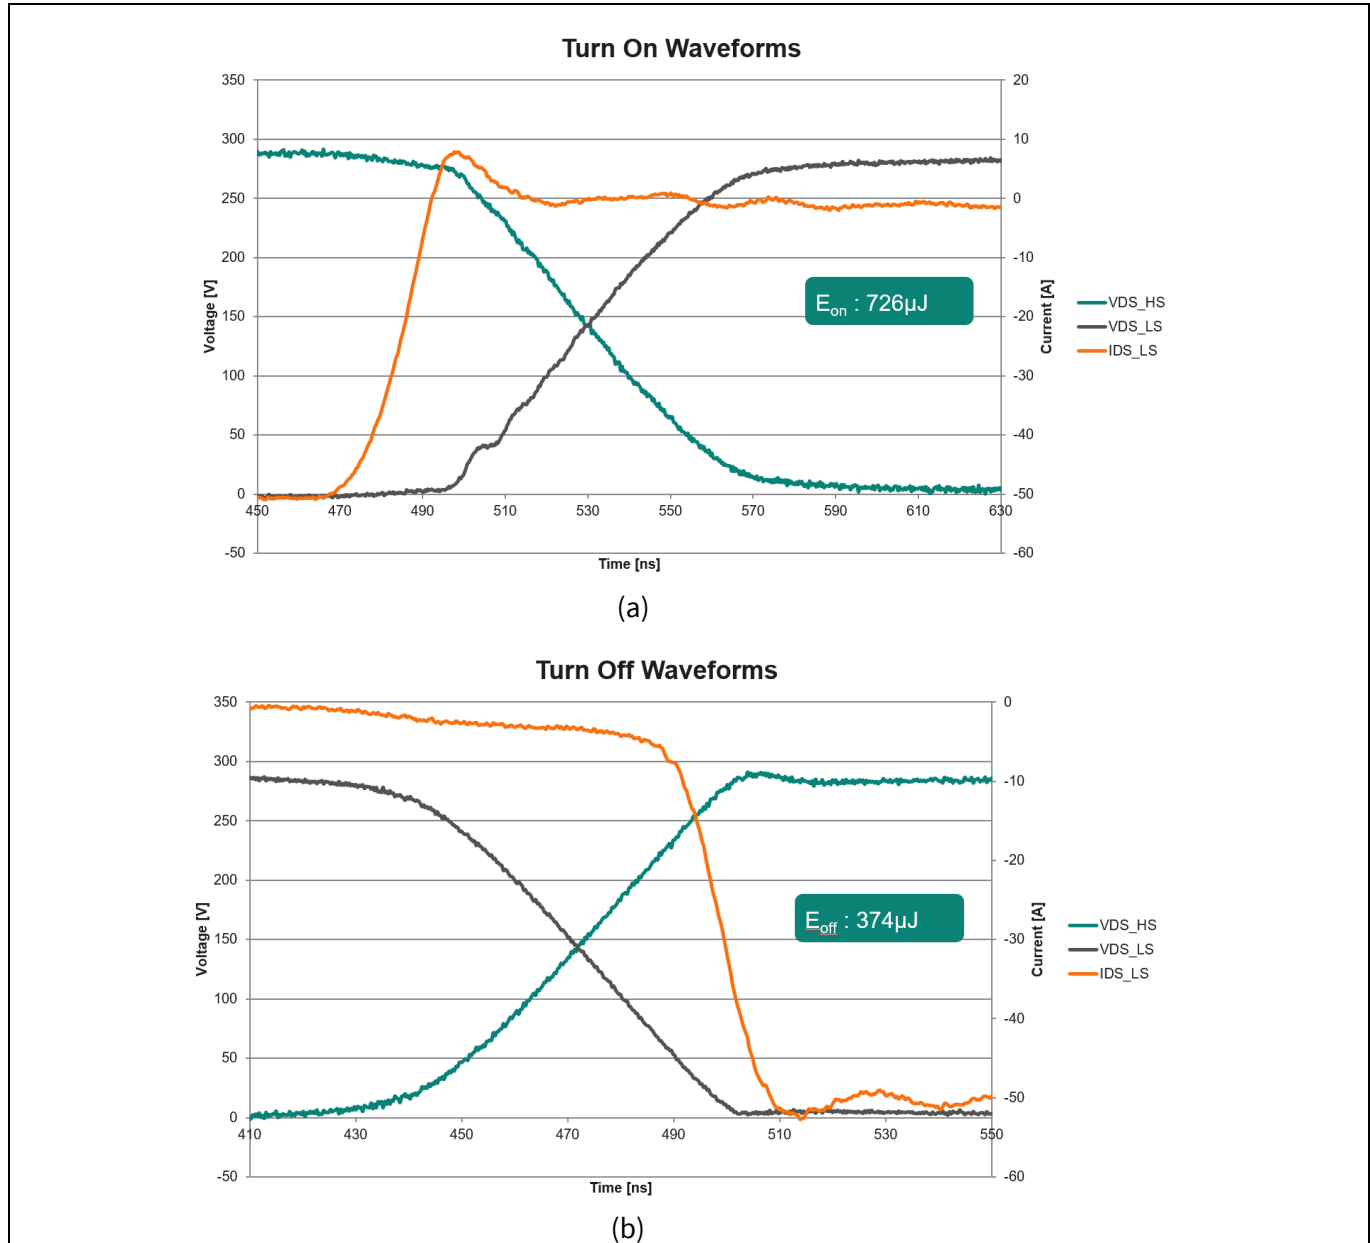 Turn On Waveforms
350
300
250
200
150
100
50
0
-50
Voltage [V]
20
10
0
-10
-20
-30
-40
-50
-60
Current [A]
450 470 490 510 530 550 570 590 610 630
Time [ns]
Eon : 726µJ
VDS_HS
VDS_LS
IDS_LS
(a)
Turn Off Waveforms
350
300
250
200
150
100
50
0
-50
Voltage [V]
0
-10
-20
-30
-40
-50
-60
Current [A]
410 430 450 470 490 510 530 550
Time [ns]
Eoff : 374µJ
VDS_HS
VDS_LS
IDS_LS
(b)